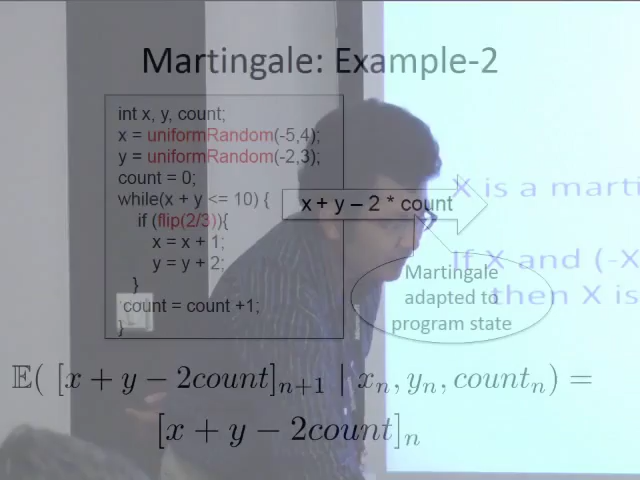 Martingale: Example-2
int x, y, count;
x = uniformRandom(-5,4);
y = uniformRandom(-2,3);
count = 0;
while(x + y <= 10) {
if (flip(2/3)){
x = x + 1;
y = y + 2;
}
count = count +1;
}
x + y – 2 * count
Martingale
adapted to
program state
X is a marti
If X and (-X
then X is
𝔼( [x + y − 2count]ₙ₊₁ | xₙ, yₙ, countₙ) =
[x + y − 2count]ₙ